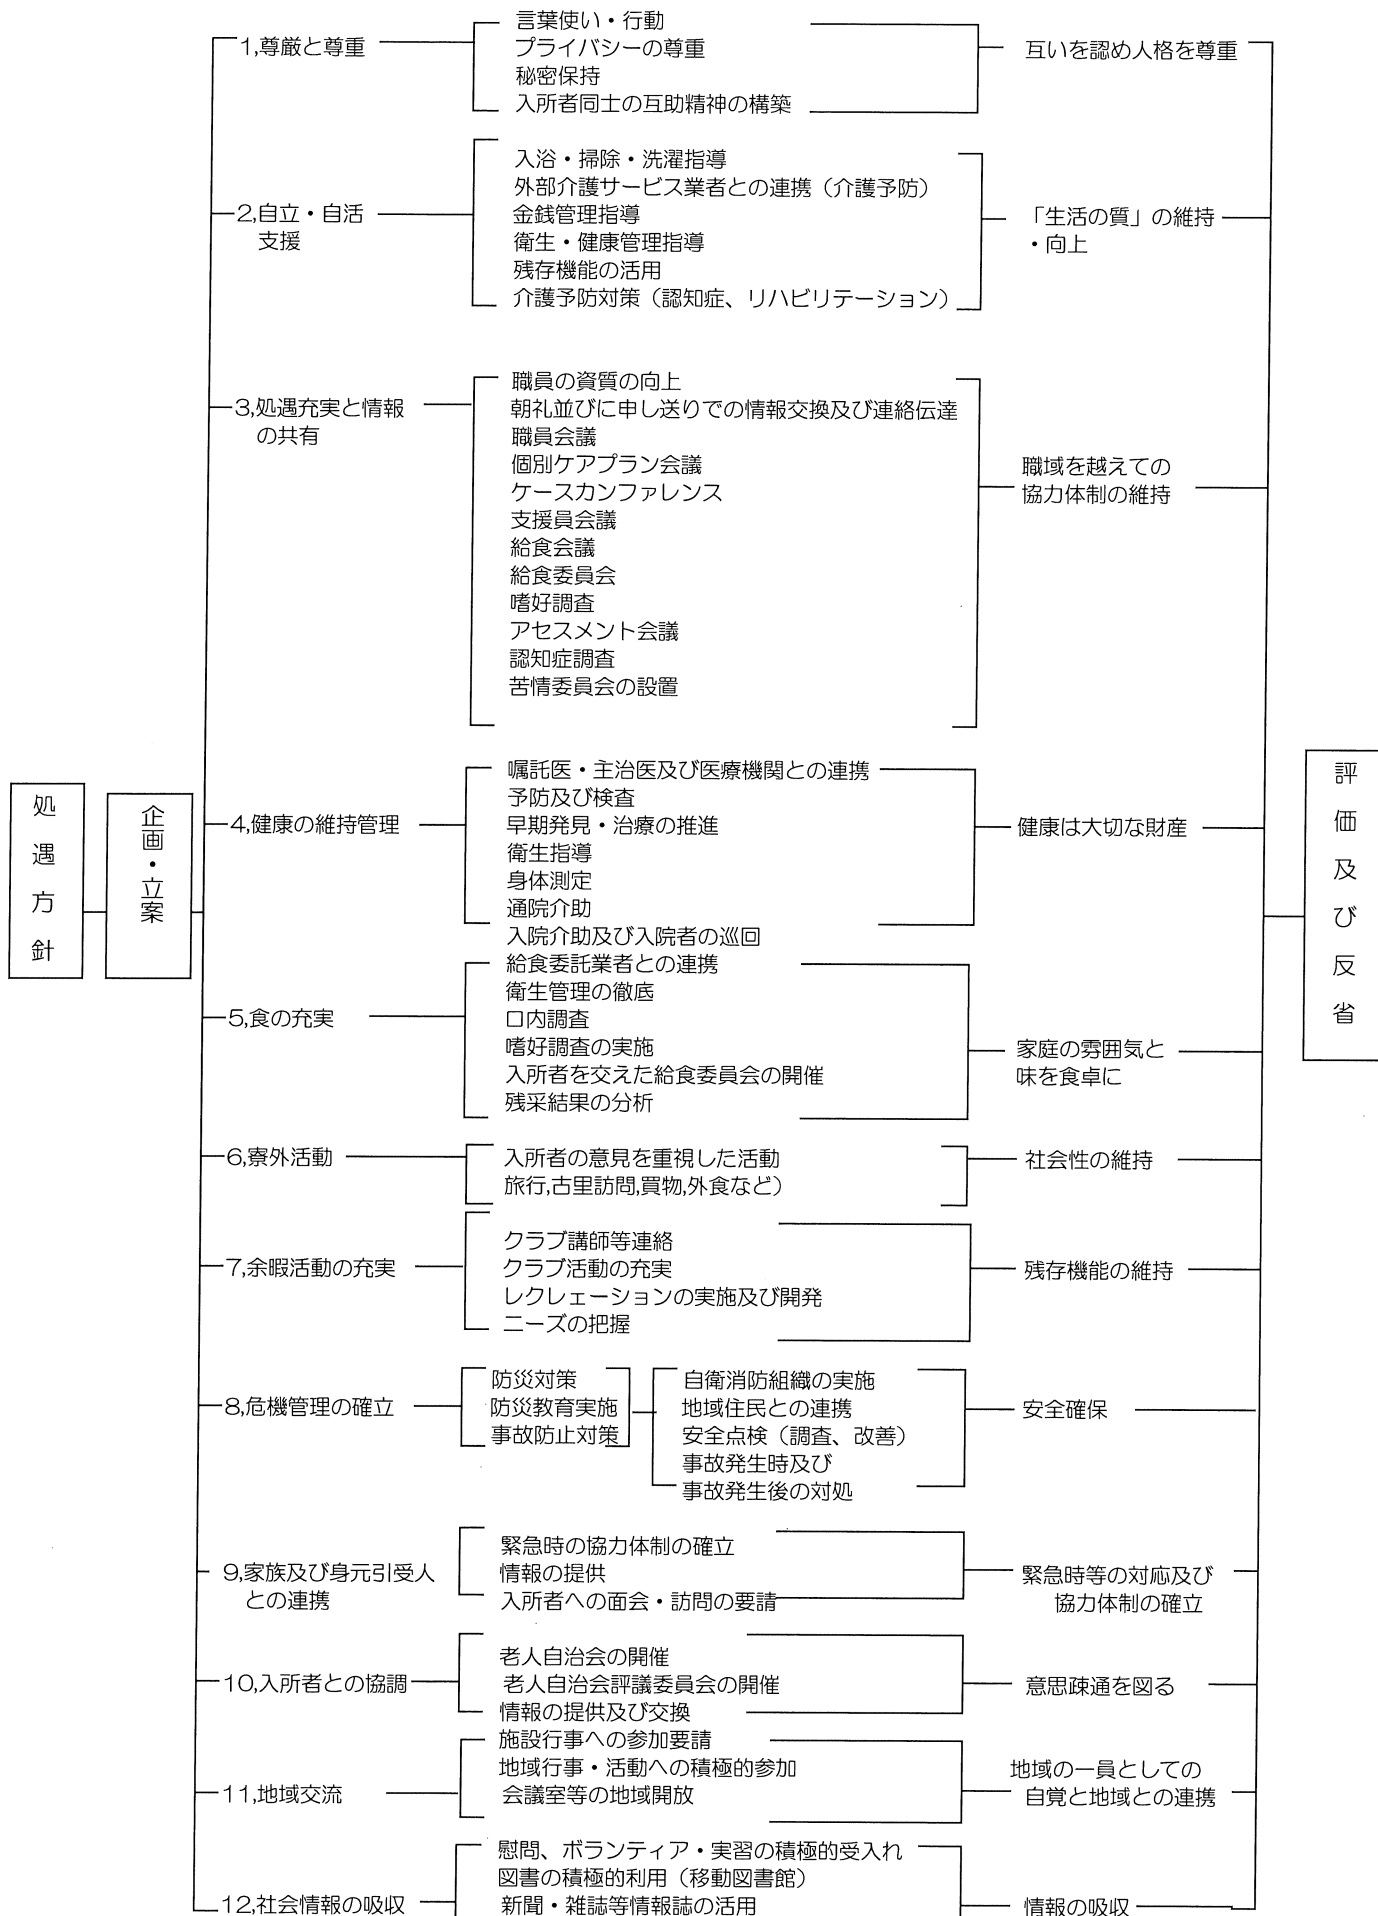 処遇方針
企画・立案
1,尊厳と尊重
言葉使い・行動
プライバシーの尊重
秘密保持
入所者同士の互助精神の構築
互いを認め人格を尊重
2,自立・自活
支援
入浴・掃除・洗濯指導
外部介護サービス業者との連携（介護予防）
金銭管理指導
衛生・健康管理指導
残存機能の活用
介護予防対策（認知症、リハビリテーション）
「生活の質」の維持
・向上
3,処遇充実と情報
の共有
職員の資質の向上
朝礼並びに申し送りでの情報交換及び連絡伝達
職員会議
個別ケアプラン会議
ケースカンファレンス
支援員会議
給食会議
給食委員会
嗜好調査
アセスメント会議
認知症調査
苦情委員会の設置
職域を越えての
協力体制の維持
4,健康の維持管理
嘱託医・主治医及び医療機関との連携
予防及び検査
早期発見・治療の推進
衛生指導
身体測定
通院介助
入院介助及び入院者の巡回
健康は大切な財産
5,食の充実
給食委託業者との連携
衛生管理の徹底
口内調査
嗜好調査の実施
入所者を交えた給食委員会の開催
残采結果の分析
家庭の雰囲気と
味を食卓に
6,寮外活動
入所者の意見を重視した活動
旅行,古里訪問,買物,外食など）
社会性の維持
7,余暇活動の充実
クラブ講師等連絡
クラブ活動の充実
レクレェーションの実施及び開発
ニーズの把握
残存機能の維持
8,危機管理の確立
防災対策
防災教育実施
事故防止対策
自衛消防組織の実施
地域住民との連携
安全点検（調査、改善）
事故発生時及び
事故発生後の対処
安全確保
9,家族及び身元引受人
との連携
緊急時の協力体制の確立
情報の提供
入所者への面会・訪問の要請
緊急時等の対応及び
協力体制の確立
10,入所者との協調
老人自治会の開催
老人自治会評議委員会の開催
情報の提供及び交換
意思疎通を図る
11,地域交流
施設行事への参加要請
地域行事・活動への積極的参加
会議室等の地域開放
地域の一員としての
自覚と地域との連携
12,社会情報の吸収
慰問、ボランティア・実習の積極的受入れ
図書の積極的利用（移動図書館）
新聞・雑誌等情報誌の活用
情報の吸収
評価及び反省